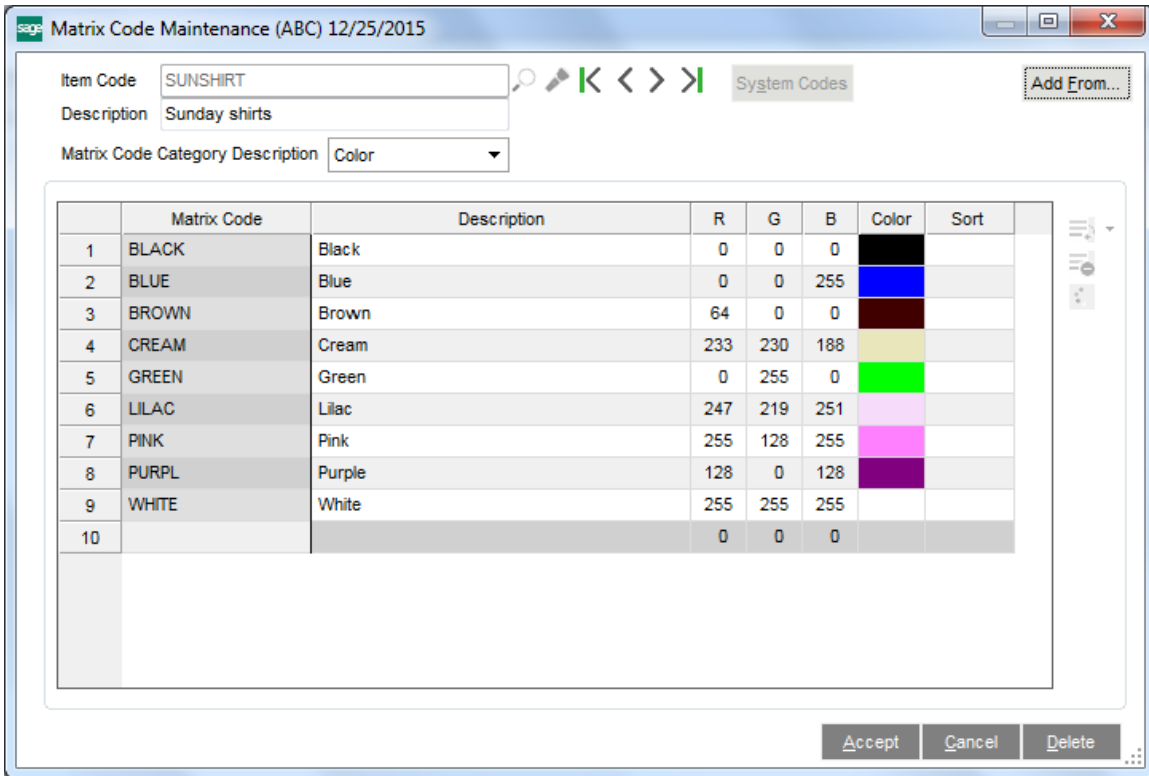 sage Matrix Code Maintenance (ABC) 12/25/2015
Item Code SUNSHIRT System Codes Add From...
Description Sunday shirts
Matrix Code Category Description Color
Matrix Code Description R G B Color Sort
1 BLACK Black 0 0 0
2 BLUE Blue 0 0 255
3 BROWN Brown 64 0 0
4 CREAM Cream 233 230 188
5 GREEN Green 0 255 0
6 LILAC Lilac 247 219 251
7 PINK Pink 255 128 255
8 PURPL Purple 128 0 128
9 WHITE White 255 255 255
10 0 0 0
Accept Cancel Delete